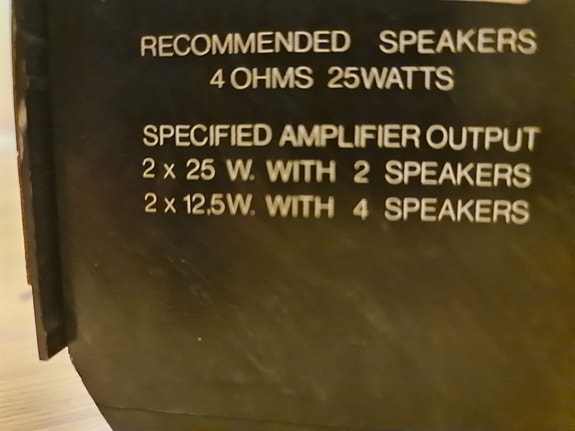 RECOMMENDED SPEAKERS
4 OHMS 25WATTS
SPECIFIED AMPLIFIER OUTPUT
2 x 25 W. WITH 2 SPEAKERS
2 x 12,5W. WITH 4 SPEAKERS